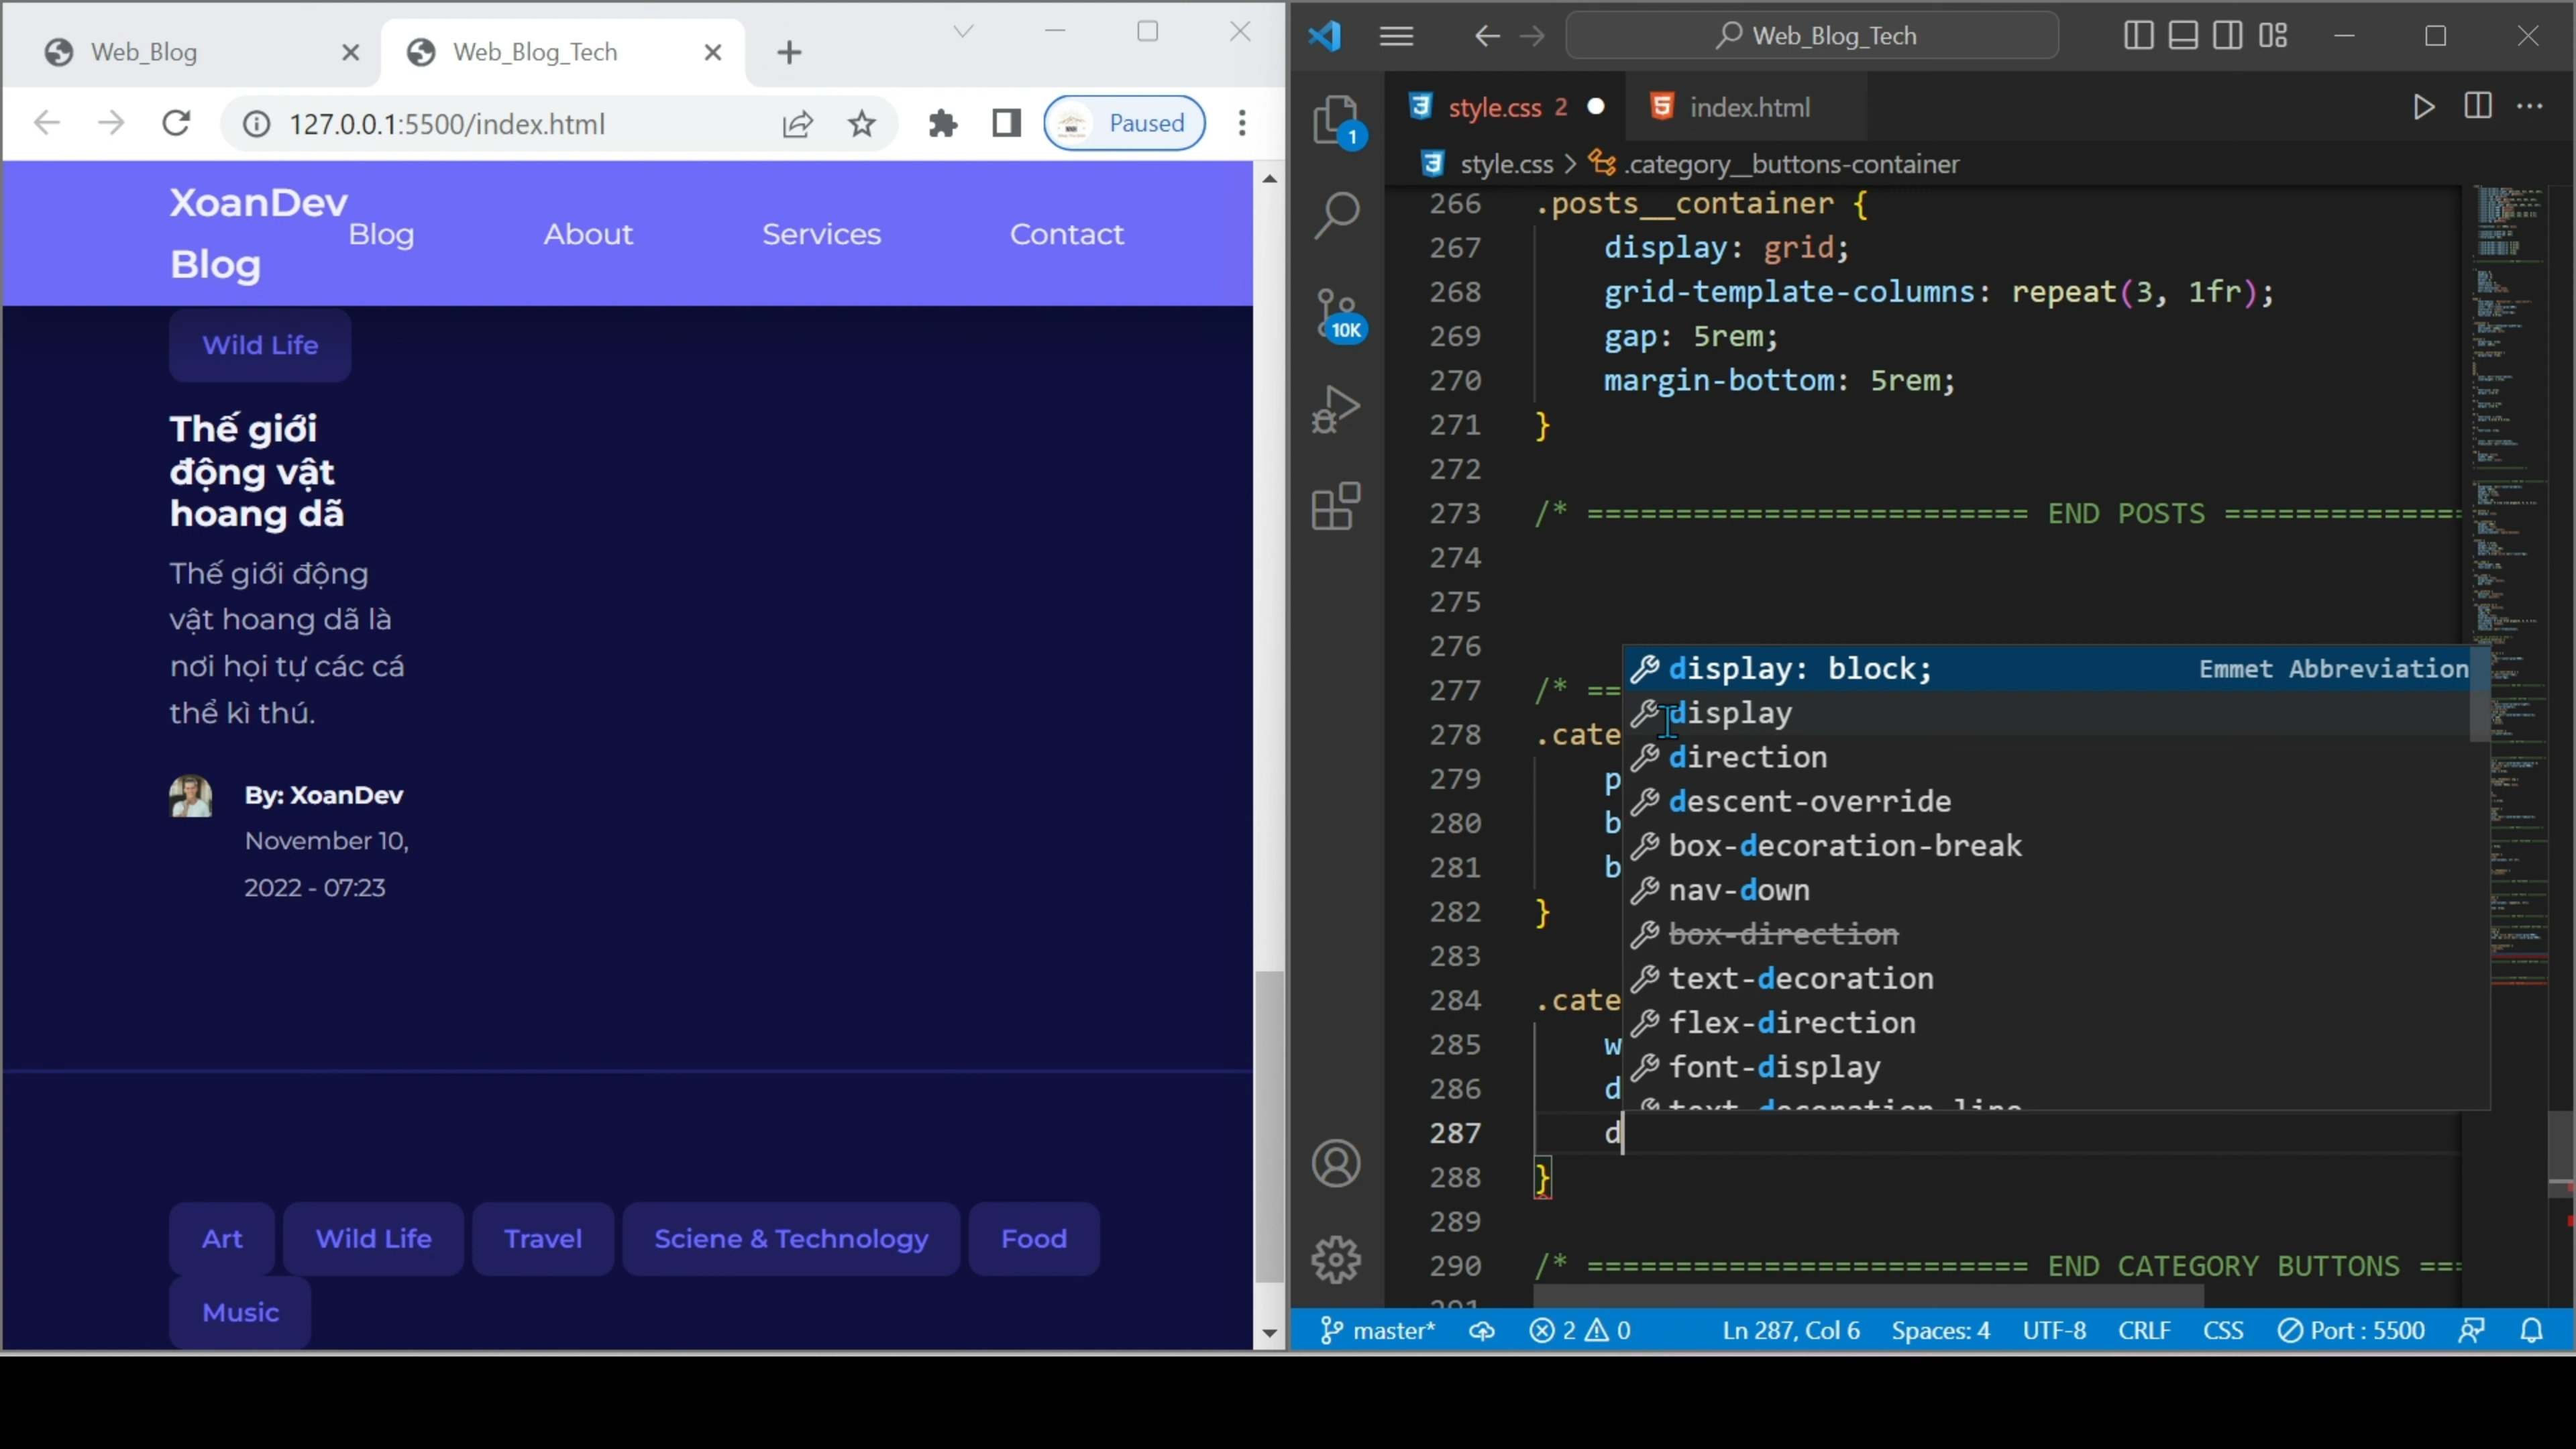 Web_Blog
Web_Blog_Tech
127.0.0.1:5500/index.html
Paused
XoanDev
Blog
Blog
About
Services
Contact
Wild Life
Thế giới
động vật
hoang dã
Thế giới động
vật hoang dã là
nơi họi tự các cá
thể kì thú.
By: XoanDev
November 10,
2022 - 07:23
Art
Wild Life
Travel
Sciene & Technology
Food
Music
Web_Blog_Tech
style.css 2
index.html
style.css > .category__buttons-container
1
10K
266 .posts__container {
267 display: grid;
268 grid-template-columns: repeat(3, 1fr);
269 gap: 5rem;
270 margin-bottom: 5rem;
271 }
272
273 /* ========================= END POSTS ==============
274
275
276
277 /* ==
278 .cate
279 p
280 b
281 b
282 }
283
284 .cate
285 w
286 d
287 d
288 }
289
290 /* ========================= END CATEGORY BUTTONS ===
291
display: block; Emmet Abbreviation
display
direction
descent-override
box-decoration-break
nav-down
box-direction
text-decoration
flex-direction
font-display
text-decoration-line
master*
2 0
Ln 287, Col 6
Spaces: 4
UTF-8
CRLF
CSS
Port : 5500